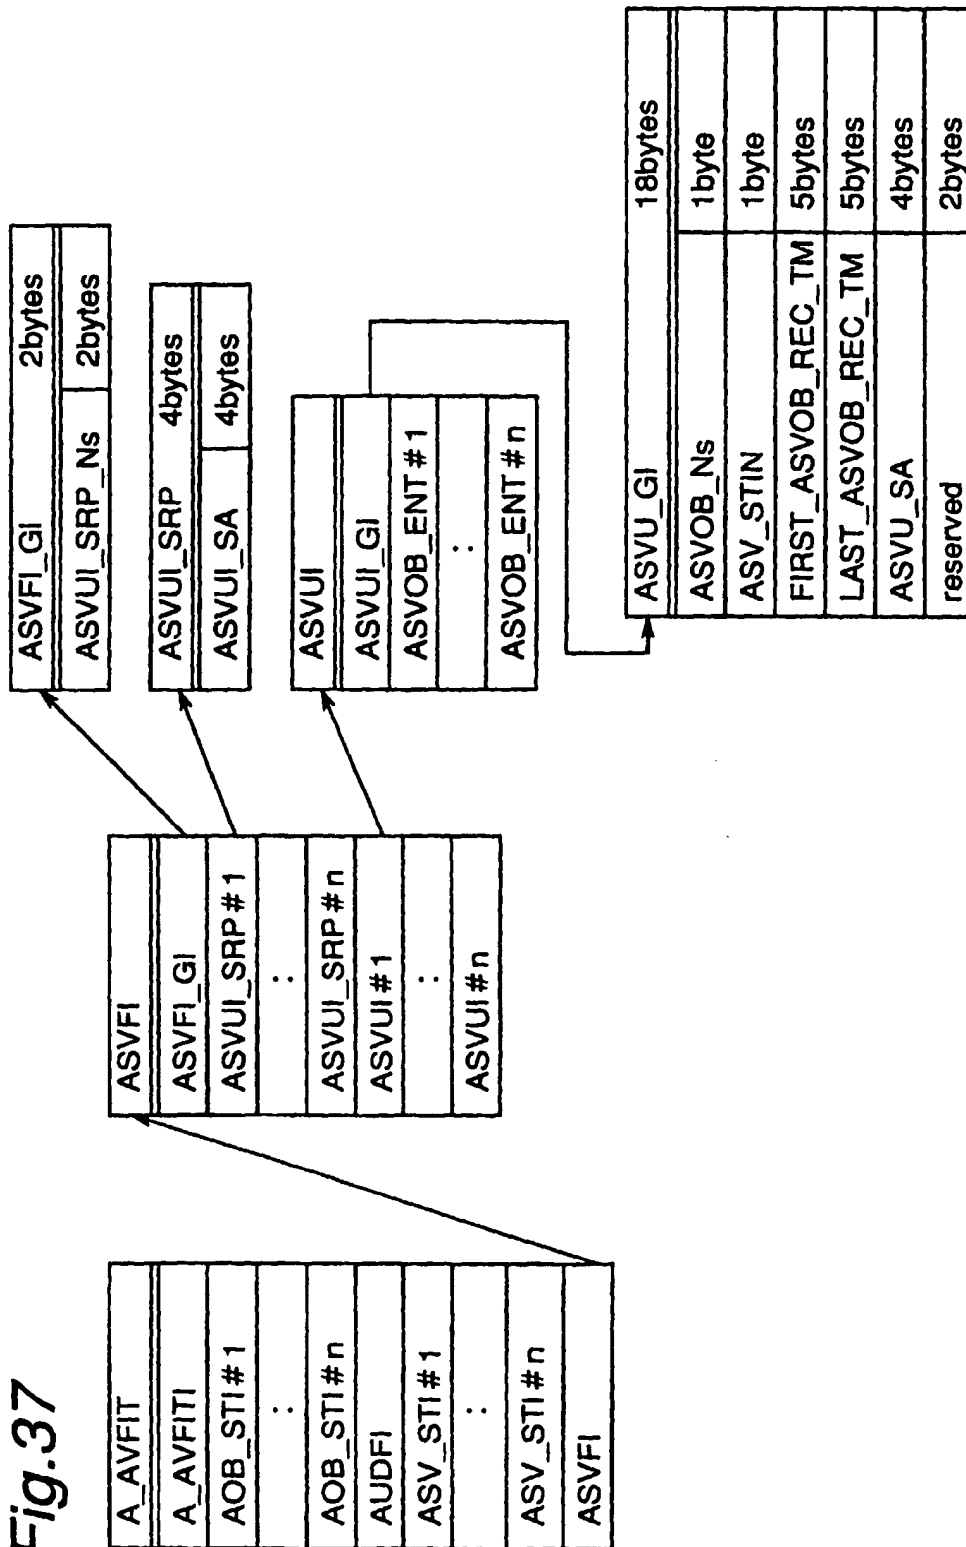 Fig.37
A_AVFIT
A_AVFITI
AOB_STI#1
:
AOB_STI#n
AUDFI
ASV_STI#1
:
ASV_STI#n
ASVFI
ASVFI
ASVFI_GI
ASVUI_SRP#1
:
ASVUI_SRP#n
ASVUI#1
:
ASVUI#n
ASVFI_GI 2bytes
ASVUI_SRP_Ns 2bytes
ASVUI_SRP 4bytes
ASVUI_SA 4bytes
ASVUI
ASVUI_GI
ASVOB_ENT#1
:
ASVOB_ENT#n
ASVU_GI 18bytes
ASVOB_Ns 1byte
ASV_STIN 1byte
FIRST_ASVOB_REC_TM 5bytes
LAST_ASVOB_REC_TM 5bytes
ASVU_SA 4bytes
reserved 2bytes